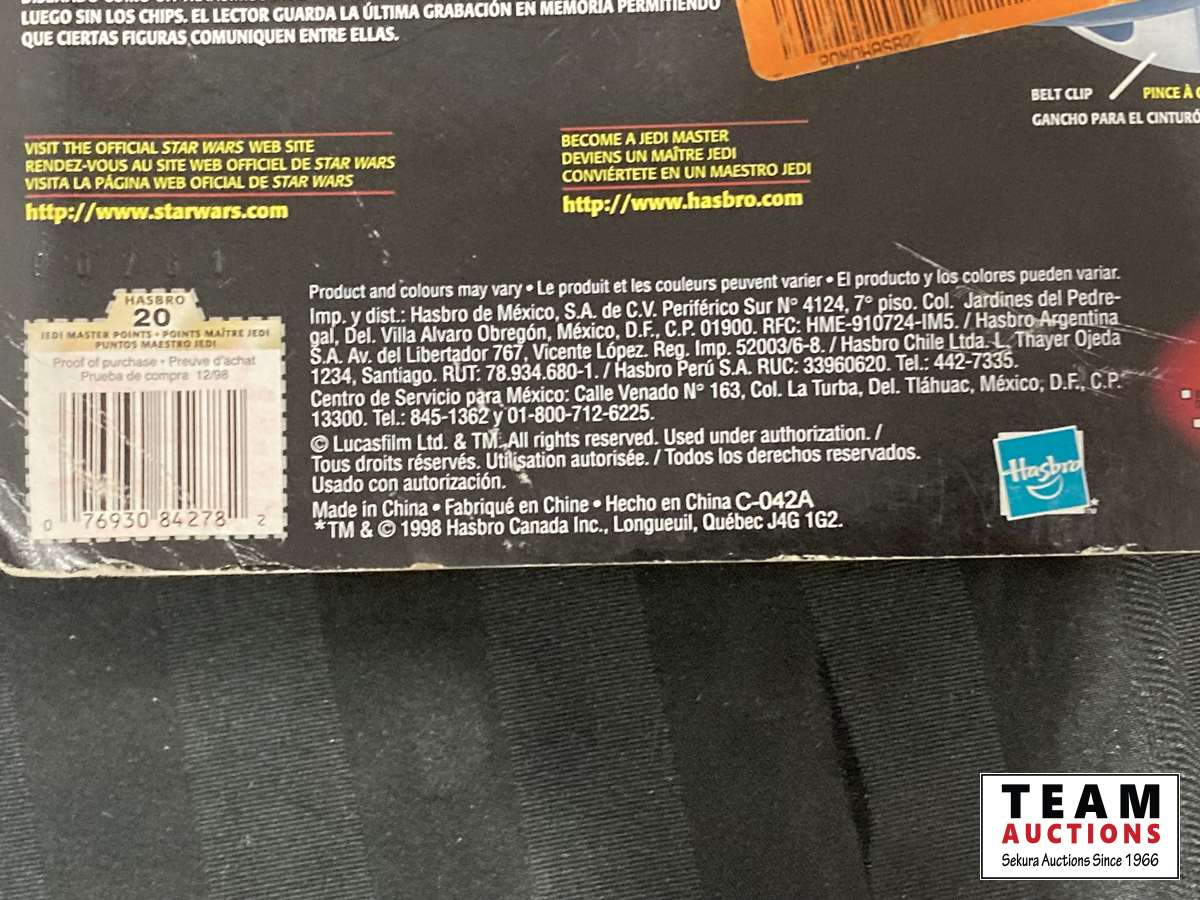 LUEGO SIN LOS CHIPS. EL LECTOR GUARDA LA ÚLTIMA GRABACIÓN EN MEMORIA PERMITIENDO
QUE CIERTAS FIGURAS COMUNIQUEN ENTRE ELLAS.
BELT CLIP
PINCE À
GANCHO PARA EL CINTURÓ
VISIT THE OFFICIAL STAR WARS WEB SITE
RENDEZ-VOUS AU SITE WEB OFFICIEL DE STAR WARS
VISITA LA PÁGINA WEB OFICIAL DE STAR WARS
http://www.starwars.com
BECOME A JEDI MASTER
DEVIENS UN MAÎTRE JEDI
CONVIÉRTETE EN UN MAESTRO JEDI
http://www.hasbro.com
HASBRO
20
JEDI MASTER POINTS • POINTS MAÎTRE JEDI
PUNTOS MAESTRO JEDI
Proof of purchase • Preuve d'achat
Prueba de compra 12/98
0 76930 84278 2
Product and colours may vary • Le produit et les couleurs peuvent varier • El producto y los colores pueden variar.
Imp. y dist.: Hasbro de México, S.A. de C.V. Periférico Sur N° 4124, 7° piso. Col. Jardines del Pedre-
gal, Del. Villa Alvaro Obregón, México, D.F., C.P. 01900. RFC: HME-910724-IM5. / Hasbro Argentina
S.A. Av. del Libertador 767, Vicente López. Reg. Imp. 52003/6-8. / Hasbro Chile Ltda. L. Thayer Ojeda
1234, Santiago. RUT: 78.934.680-1. / Hasbro Perú S.A. RUC: 33960620. Tel.: 442-7335.
Centro de Servicio para México: Calle Venado N° 163, Col. La Turba, Del. Tláhuac, México, D.F., C.P.
13300. Tel.: 845-1362 y 01-800-712-6225.
© Lucasfilm Ltd. & TM. All rights reserved. Used under authorization. /
Tous droits réservés. Utilisation autorisée. / Todos los derechos reservados.
Usado con autorización.
Made in China • Fabriqué en Chine • Hecho en China C-042A
*TM & © 1998 Hasbro Canada Inc., Longueuil, Québec J4G 1G2.
Hasbro
TEAM
AUCTIONS
Sekura Auctions Since 1966